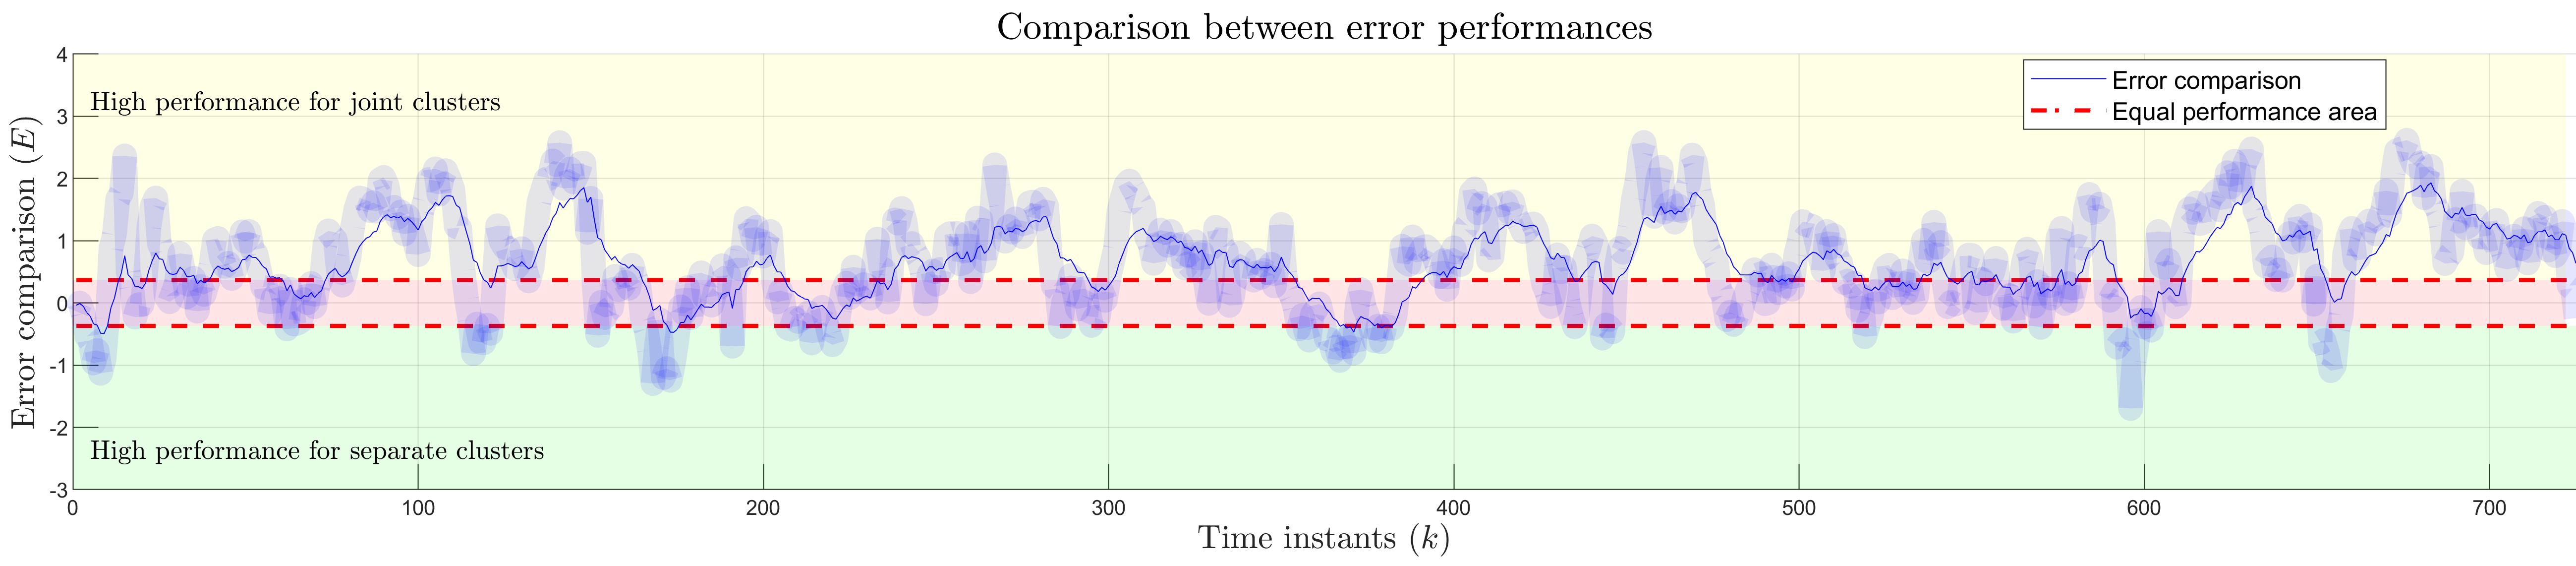 Comparison between error performances
4
3
2
1
0
-1
-2
-3
Error comparison (E)
High performance for joint clusters
Error comparison
Equal performance area
High performance for separate clusters
0 100 200 300 400 500 600 700
Time instants (k)